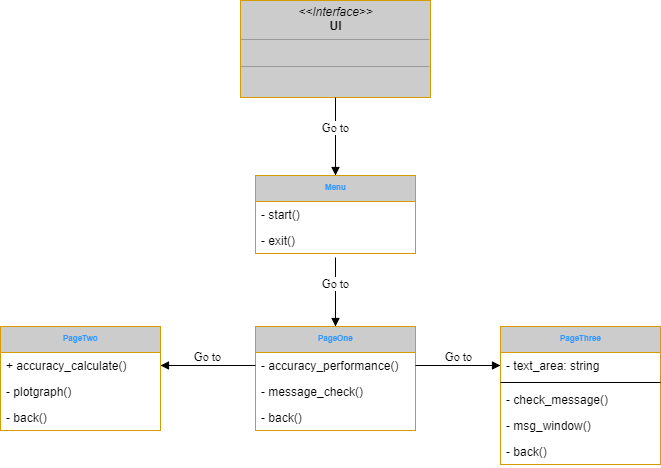 <<Interface>>
UI
Go to
Menu
- start()
- exit()
Go to
PageTwo
+ accuracy_calculate()
- plotgraph()
- back()
Go to
PageOne
- accuracy_performance()
- message_check()
- back()
Go to
PageThree
- text_area: string
- check_message()
- msg_window()
- back()